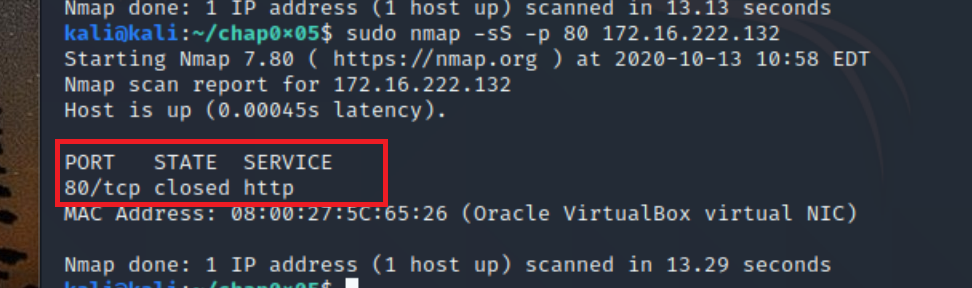 Nmap done: 1 IP address (1 host up) scanned in 13.13 seconds
kali@kali:~/chap0×05$ sudo nmap -sS -p 80 172.16.222.132
Starting Nmap 7.80 ( https://nmap.org ) at 2020-10-13 10:58 EDT
Nmap scan report for 172.16.222.132
Host is up (0.00045s latency).
PORT   STATE  SERVICE
80/tcp closed http
MAC Address: 08:00:27:5C:65:26 (Oracle VirtualBox virtual NIC)
Nmap done: 1 IP address (1 host up) scanned in 13.29 seconds
kali@kali:~/chap0×05$